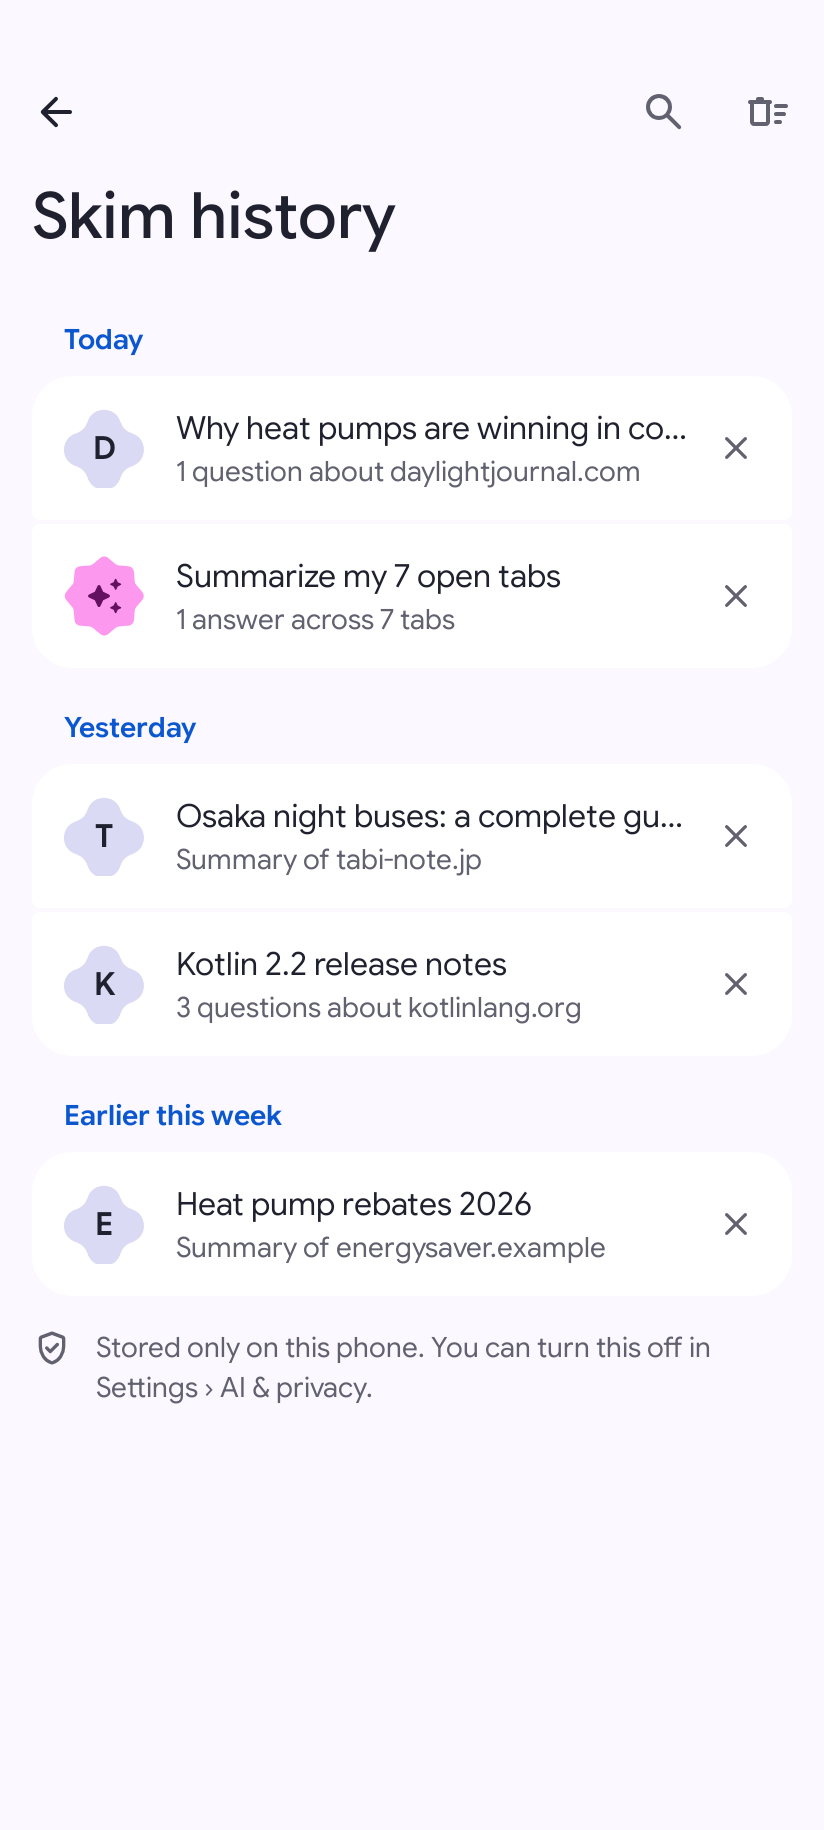 Skim history
Today
D
Why heat pumps are winning in co...
1 question about daylightjournal.com
Summarize my 7 open tabs
1 answer across 7 tabs
Yesterday
T
Osaka night buses: a complete gu...
Summary of tabi-note.jp
K
Kotlin 2.2 release notes
3 questions about kotlinlang.org
Earlier this week
E
Heat pump rebates 2026
Summary of energysaver.example
Stored only on this phone. You can turn this off in
Settings › AI & privacy.